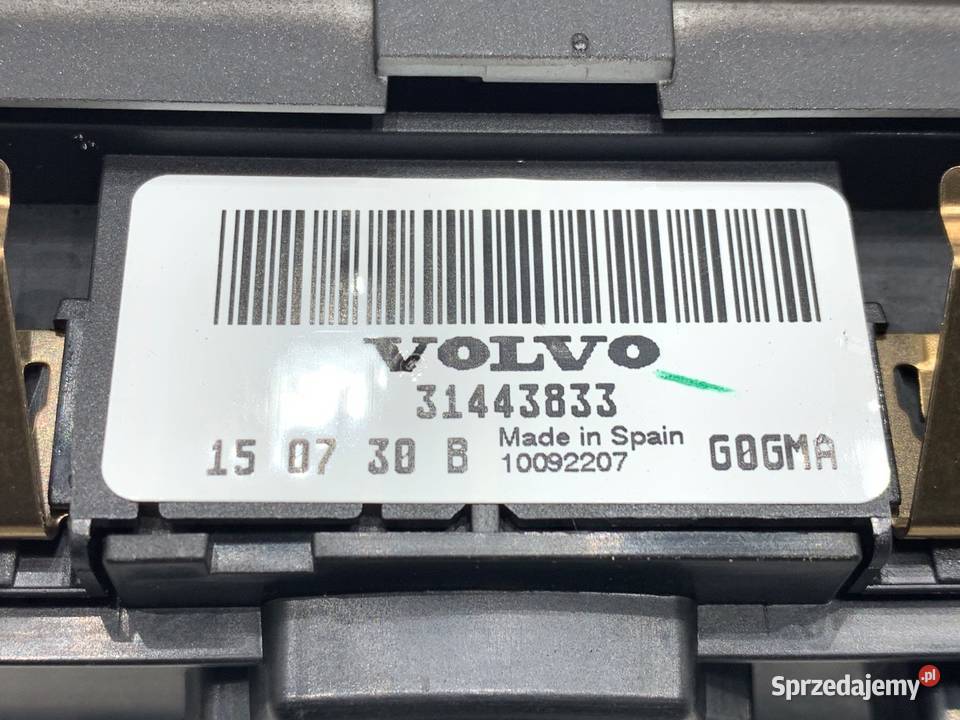 VOLVO
31443833
15 07 30 B Made in Spain G0GMA
10092207
Sprzedajemy.pl